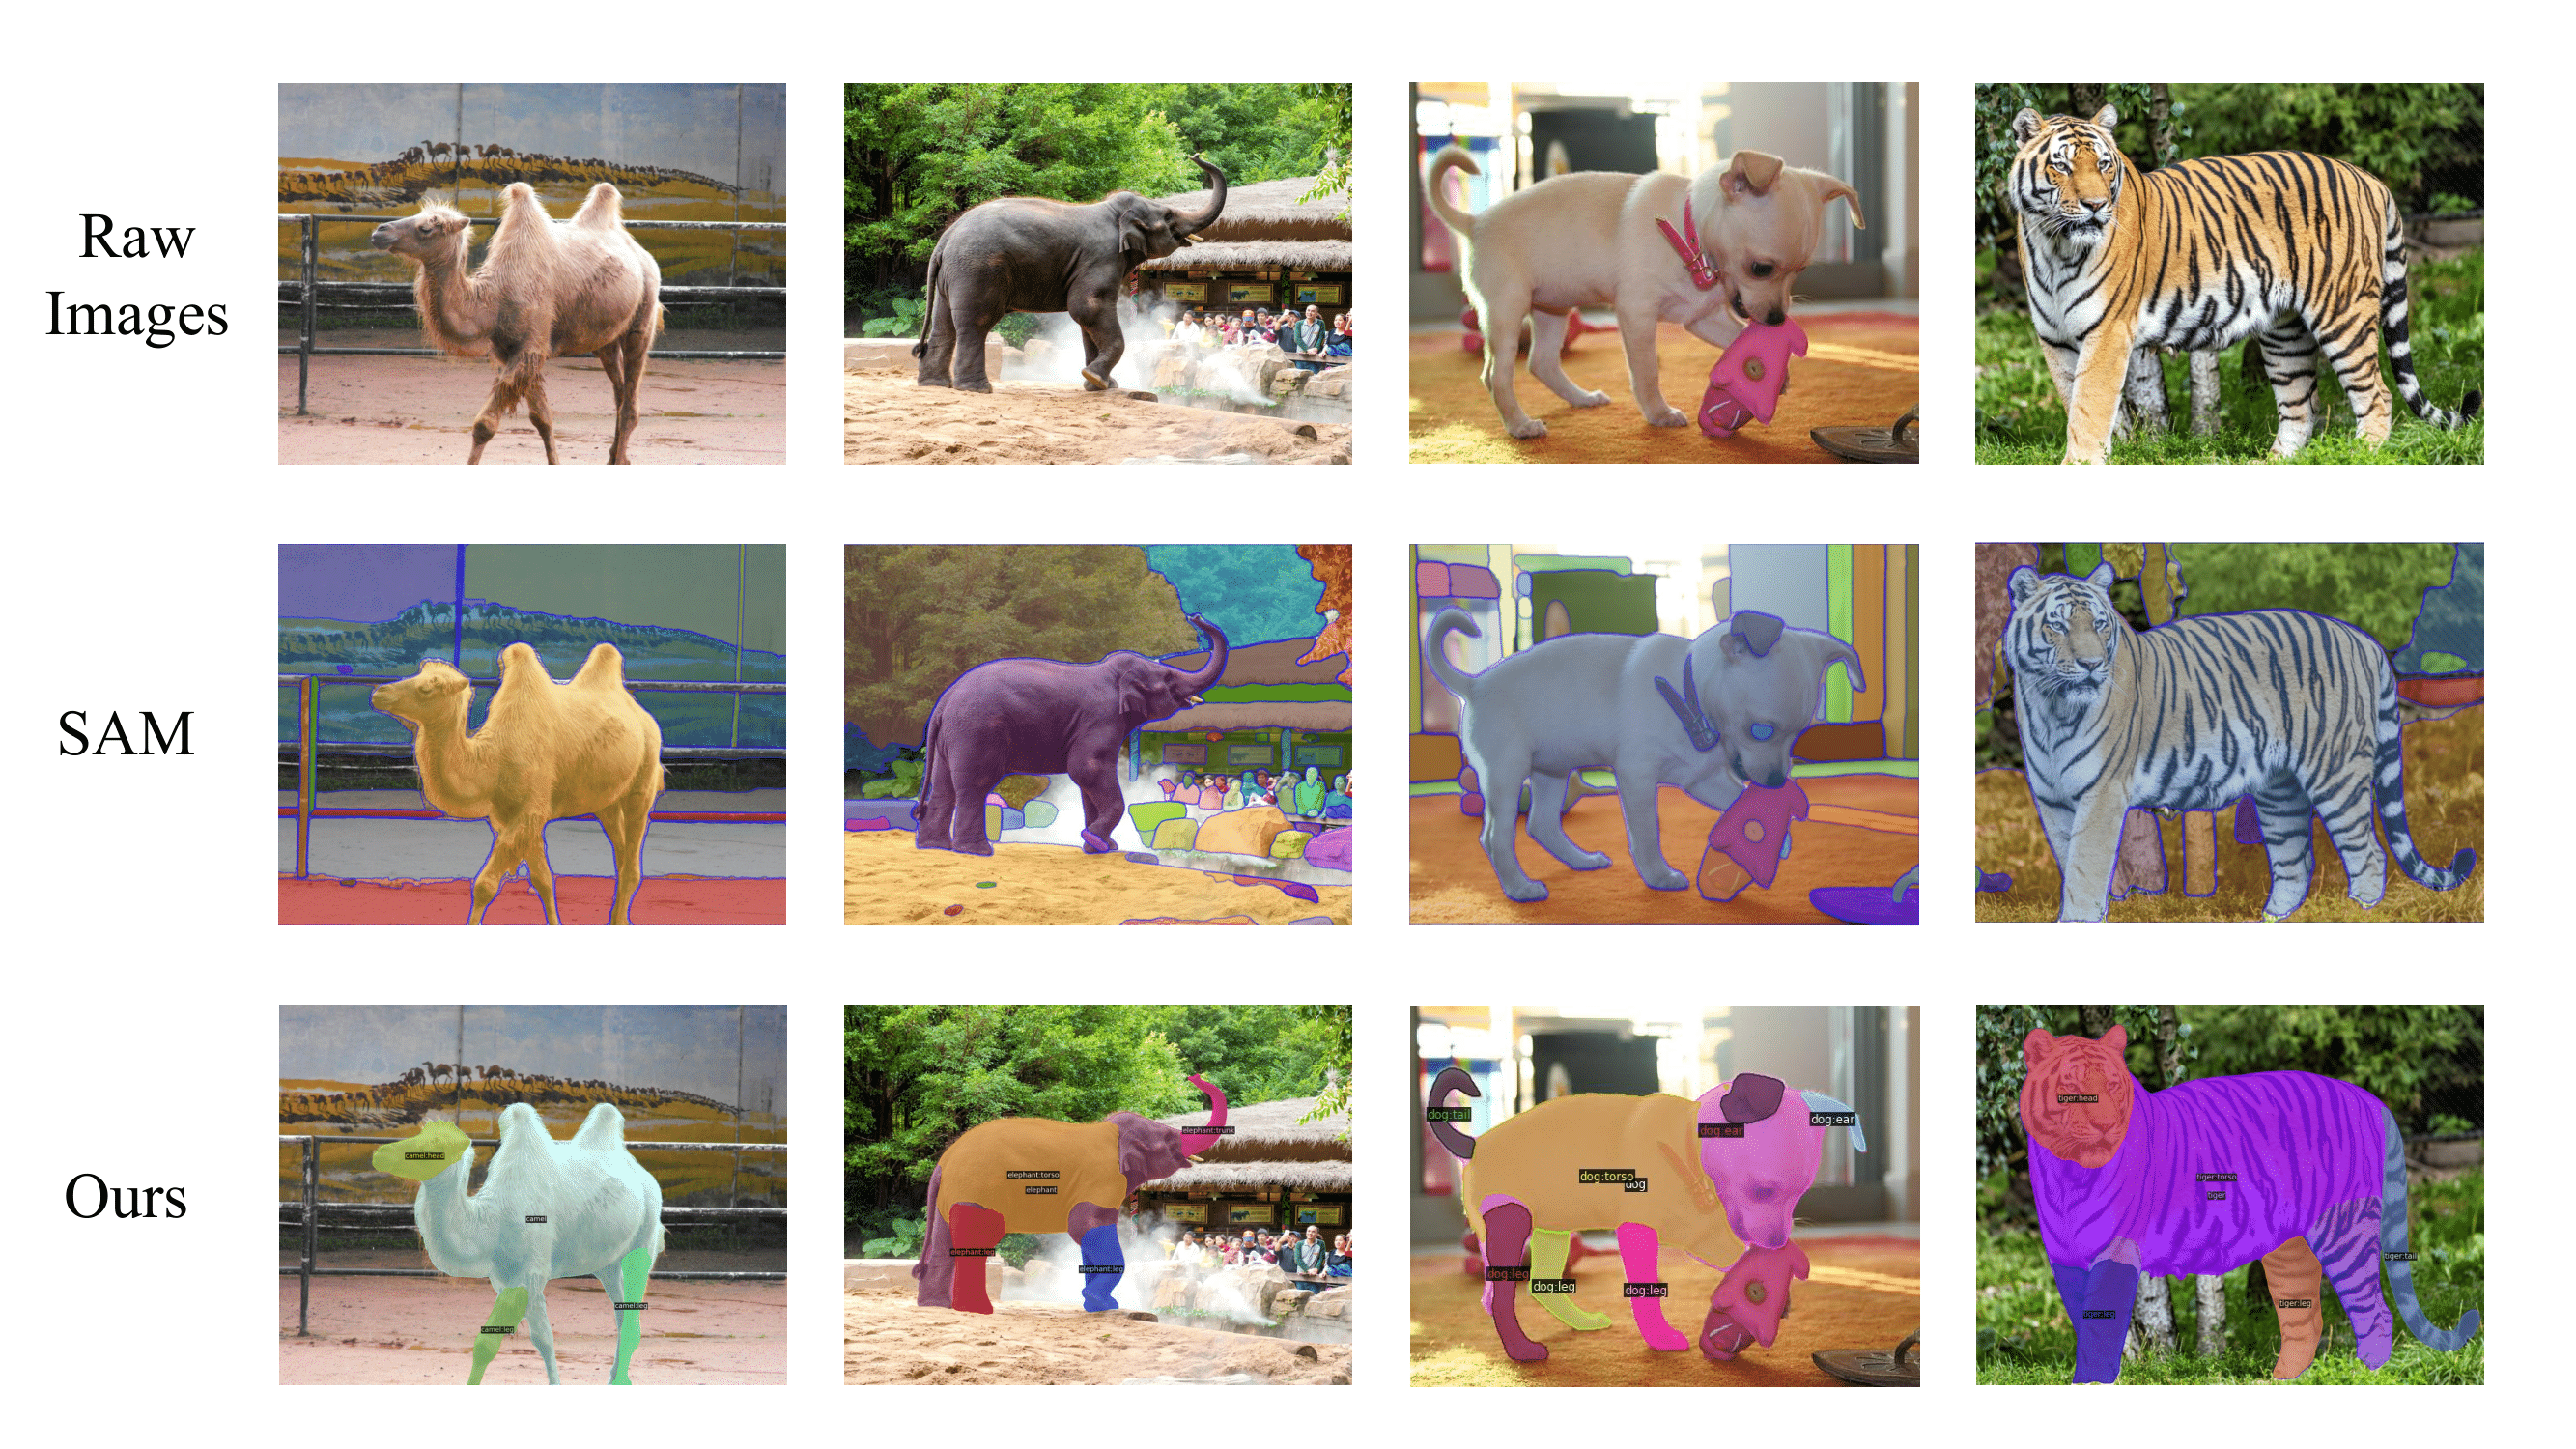 Raw
Images
SAM
Ours
camel:head
camel
camel:leg
camel:leg
elephant:trunk
elephant:torso
elephant
elephant:leg
elephant:leg
dog:tail
dog:ear
dog:ear
dog:torso
dog
dog:leg
dog:leg
dog:leg
tiger:head
tiger:torso
tiger
tiger:tail
tiger:leg
tiger:leg